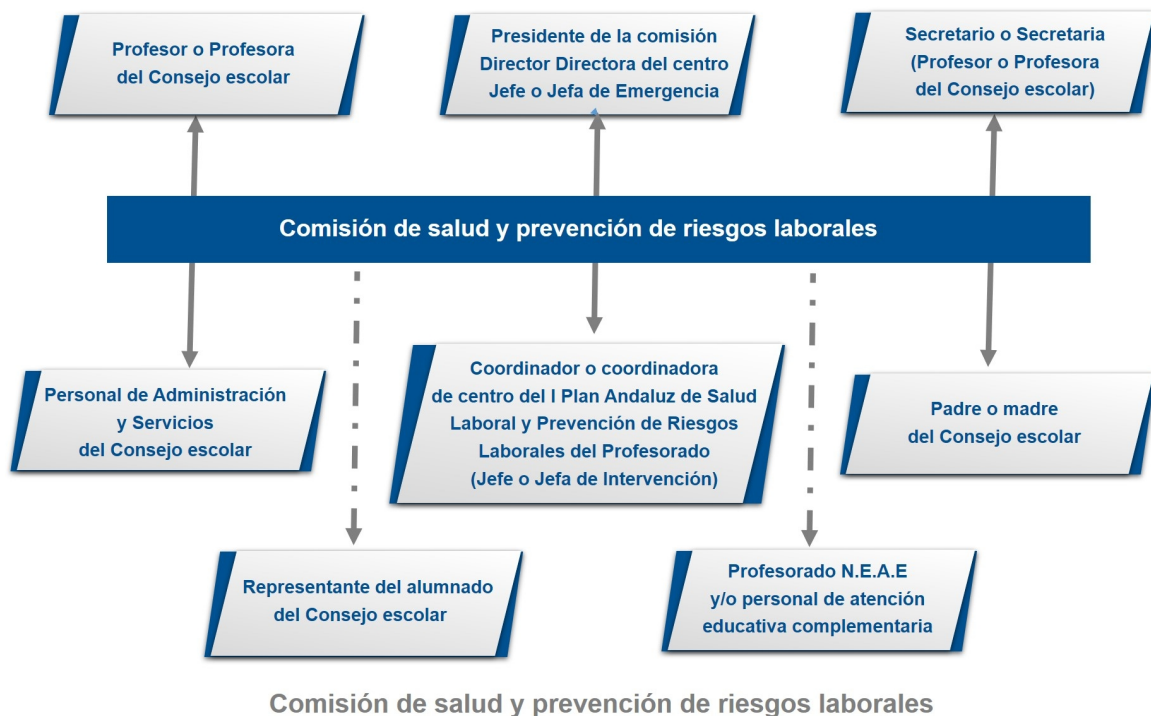 Profesor o Profesora
del Consejo escolar
Presidente de la comisión
Director Directora del centro
Jefe o Jefa de Emergencia
Secretario o Secretaria
(Profesor o Profesora
del Consejo escolar)
Comisión de salud y prevención de riesgos laborales
Personal de Administración
y Servicios
del Consejo escolar
Coordinador o coordinadora
de centro del I Plan Andaluz de Salud
Laboral y Prevención de Riesgos
Laborales del Profesorado
(Jefe o Jefa de Intervención)
Padre o madre
del Consejo escolar
Representante del alumnado
del Consejo escolar
Profesorado N.E.A.E
y/o personal de atención
educativa complementaria
Comisión de salud y prevención de riesgos laborales